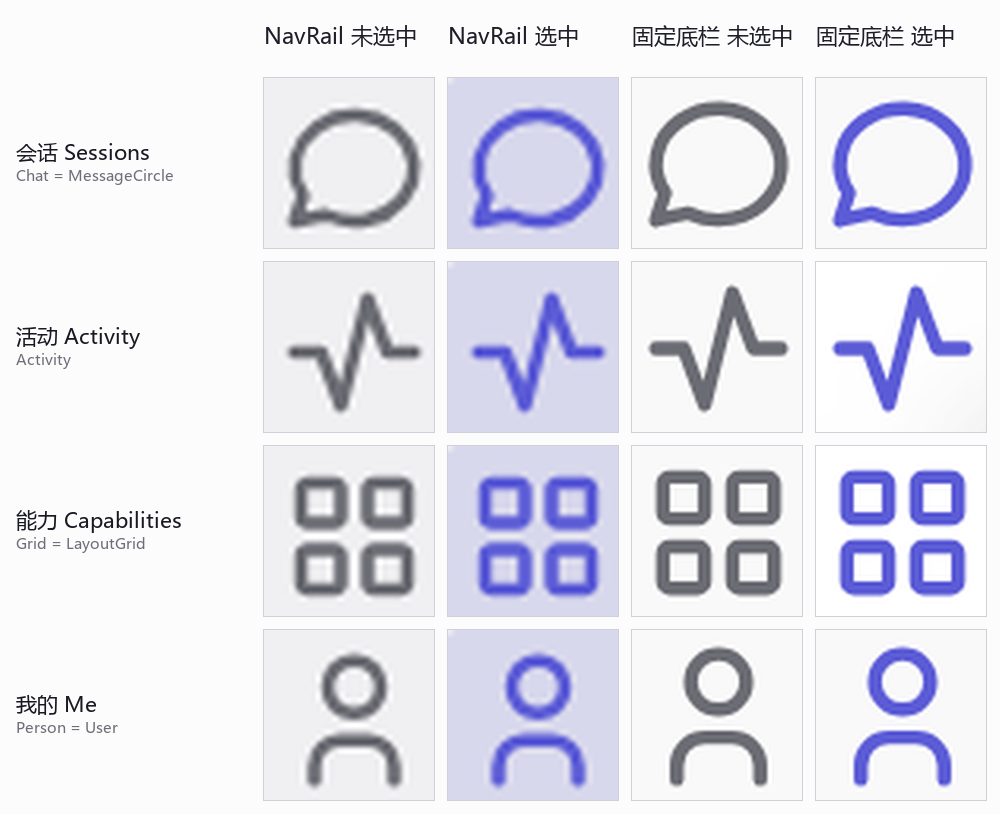 NavRail 未选中
NavRail 选中
固定底栏 未选中
固定底栏 选中
会话 Sessions
Chat = MessageCircle
活动 Activity
Activity
能力 Capabilities
Grid = LayoutGrid
我的 Me
Person = User